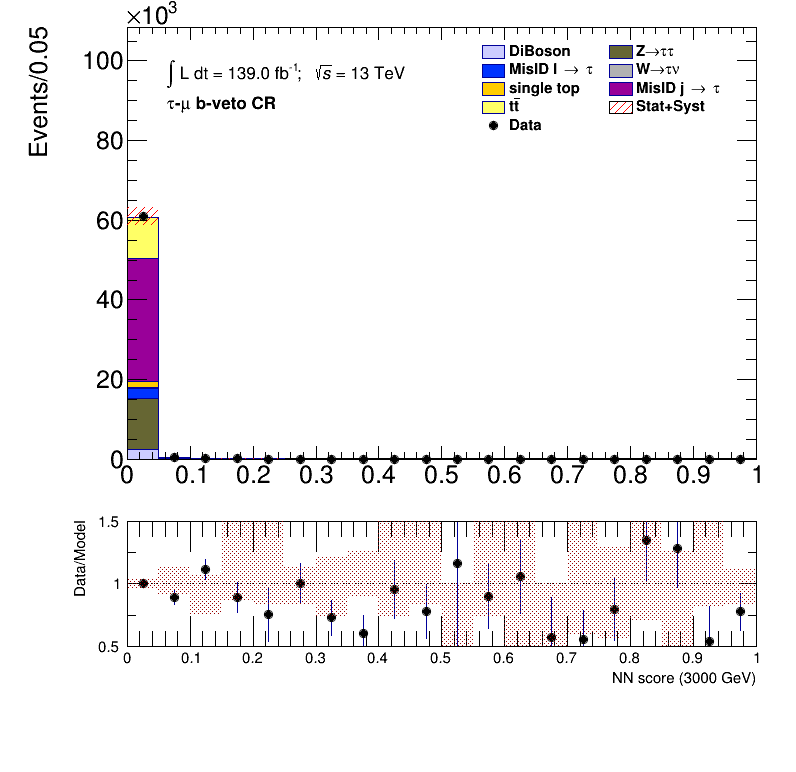 ×10³
Events/0.05
100
80
60
40
20
0
∫ L dt = 139.0 fb⁻¹; √s = 13 TeV
τ-μ b-veto CR
DiBoson
MisID l → τ
single top
tt̄
Data
Z→ττ
W→τν
MisID j → τ
Stat+Syst
0 0.1 0.2 0.3 0.4 0.5 0.6 0.7 0.8 0.9 1
Data/Model
1.5
1
0.5
0 0.1 0.2 0.3 0.4 0.5 0.6 0.7 0.8 0.9 1
NN score (3000 GeV)